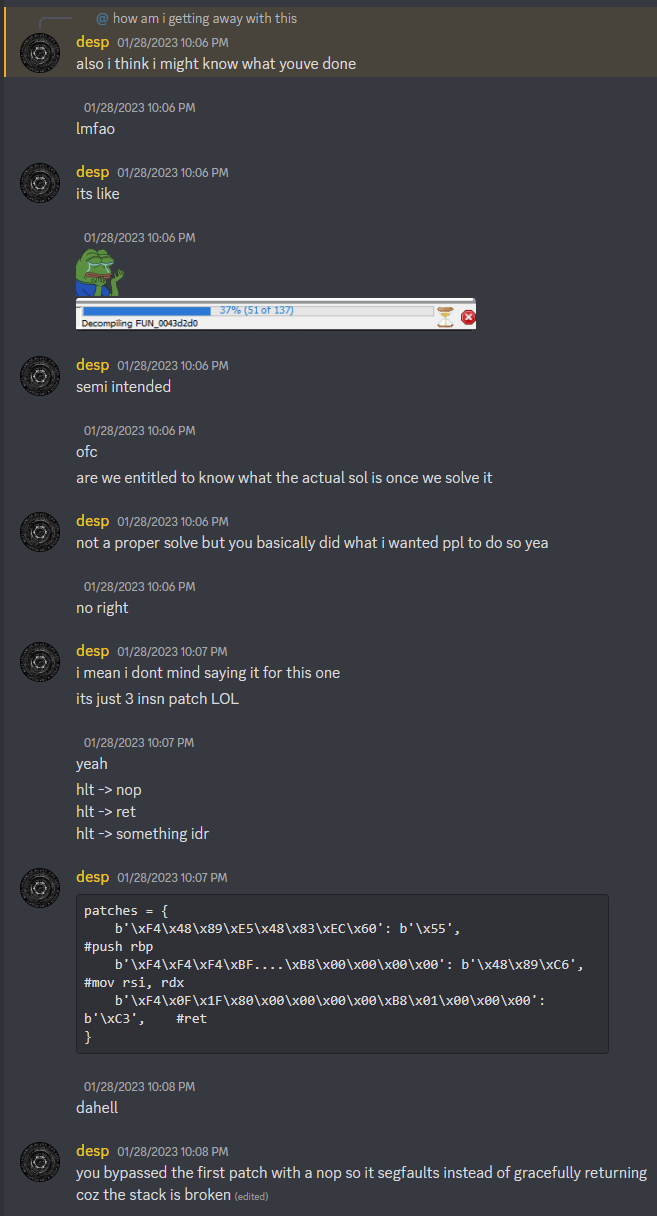 @ how am i getting away with this
desp 01/28/2023 10:06 PM
also i think i might know what youve done
01/28/2023 10:06 PM
lmfao
desp 01/28/2023 10:06 PM
its like
01/28/2023 10:06 PM
37% (51 of 137)
Decompiling FUN_0043d2d0
desp 01/28/2023 10:06 PM
semi intended
01/28/2023 10:06 PM
ofc
are we entitled to know what the actual sol is once we solve it
desp 01/28/2023 10:06 PM
not a proper solve but you basically did what i wanted ppl to do so yea
01/28/2023 10:06 PM
no right
desp 01/28/2023 10:07 PM
i mean i dont mind saying it for this one
its just 3 insn patch LOL
01/28/2023 10:07 PM
yeah
hlt -> nop
hlt -> ret
hlt -> something idr
desp 01/28/2023 10:07 PM
patches = {
    b'\xF4\x48\x89\xE5\x48\x83\xEC\x60': b'\x55',
#push rbp
    b'\xF4\xF4\xF4\xBF....\xB8\x00\x00\x00\x00': b'\x48\x89\xC6',
#mov rsi, rdx
    b'\xF4\x0F\x1F\x80\x00\x00\x00\x00\xB8\x01\x00\x00\x00':
b'\xC3',    #ret
}
01/28/2023 10:08 PM
dahell
desp 01/28/2023 10:08 PM
you bypassed the first patch with a nop so it segfaults instead of gracefully returning
coz the stack is broken (edited)